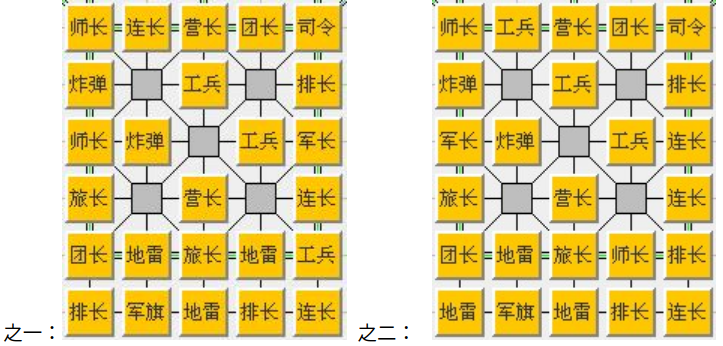 师长 连长 营长 团长 司令 师长 工兵 营长 团长 司令
炸弹 工兵 排长 炸弹 工兵 排长
师长 炸弹 工兵 军长 军长 炸弹 工兵 连长
旅长 营长 连长 旅长 营长 连长
团长 地雷 旅长 地雷 工兵 团长 地雷 旅长 师长 排长
之一： 排长 军旗 地雷 排长 连长 之二： 地雷 军旗 地雷 排长 连长